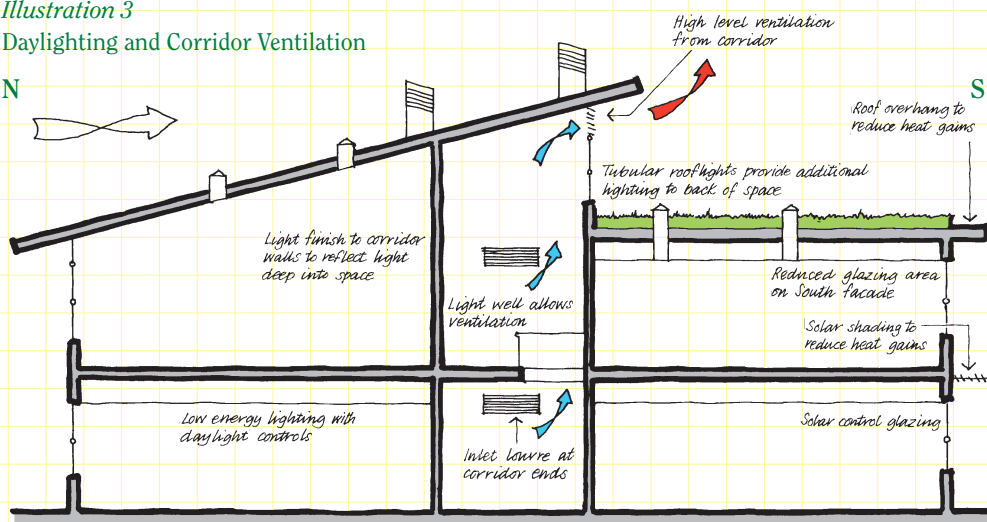 Illustration 3
Daylighting and Corridor Ventilation
N
S
High level ventilation
from corridor
Roof overhang to
reduce heat gains
Tubular rooflights provide additional
lighting to back of space
Light finish to corridor
walls to reflect light
deep into space
Reduced glazing area
on South facade
Light well allows
ventilation
Solar shading to
reduce heat gains
Low energy lighting with
daylight controls
Solar control glazing
Inlet louvre at
corridor ends